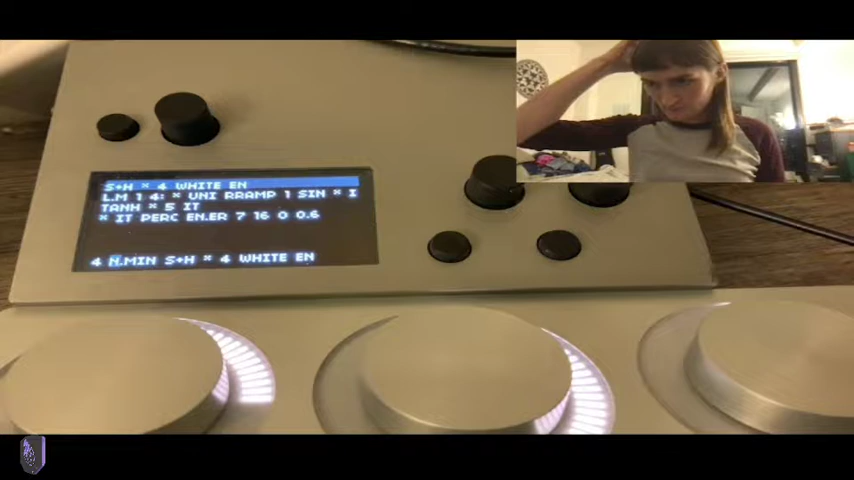 S+H * 4 WHITE EN
L.M 1 4: * UNI RRAMP 1 SIN * I
TANH * 5 IT
* IT PERC EN.ER 7 16 0 0.6
4 N.MIN S+H * 4 WHITE EN